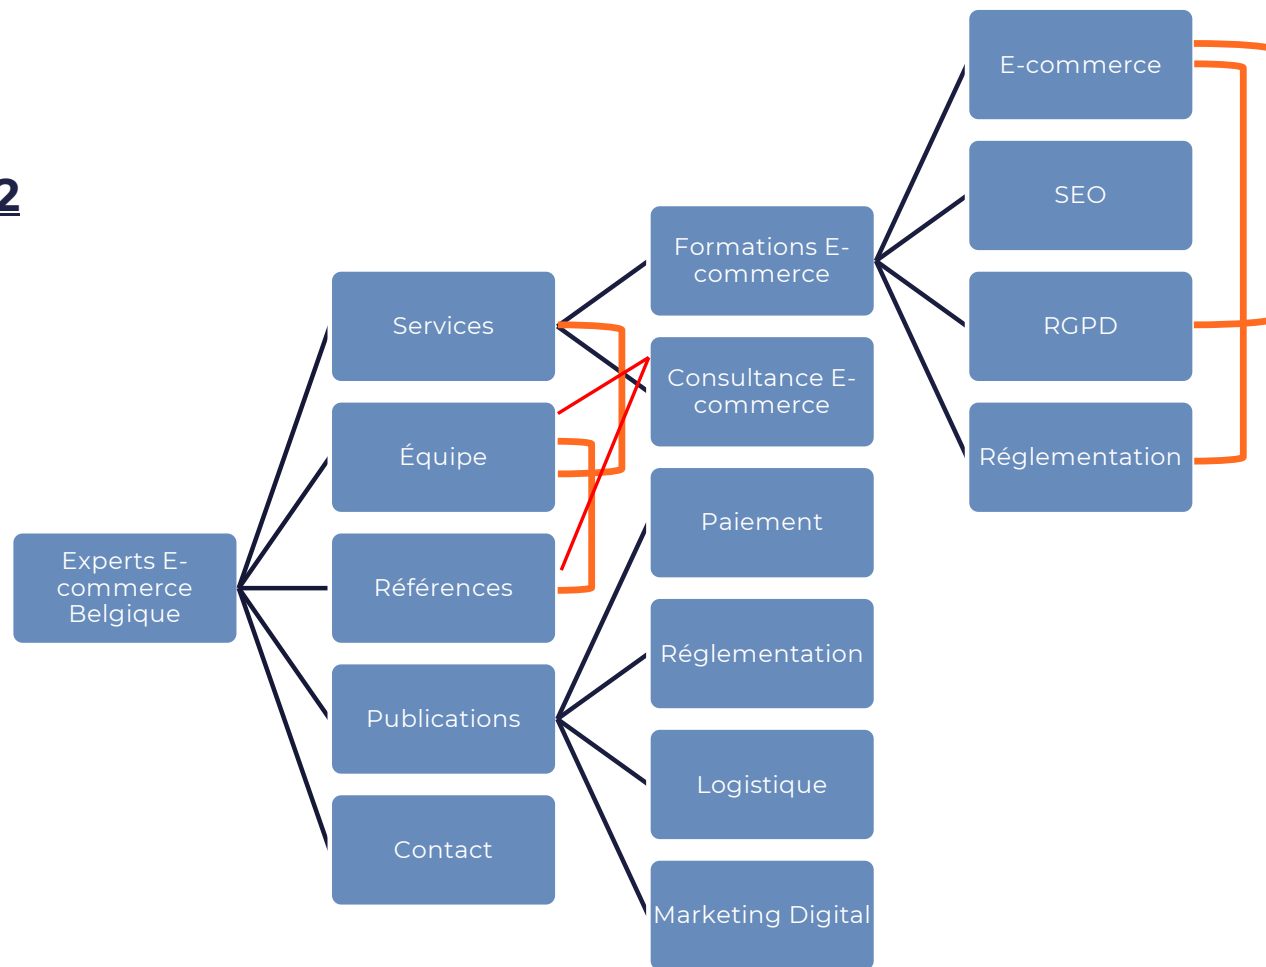 2
E-commerce
SEO
RGPD
Réglementation
Formations E-
commerce
Consultance E-
commerce
Paiement
Réglementation
Logistique
Marketing Digital
Services
Équipe
Références
Publications
Contact
Experts E-
commerce
Belgique